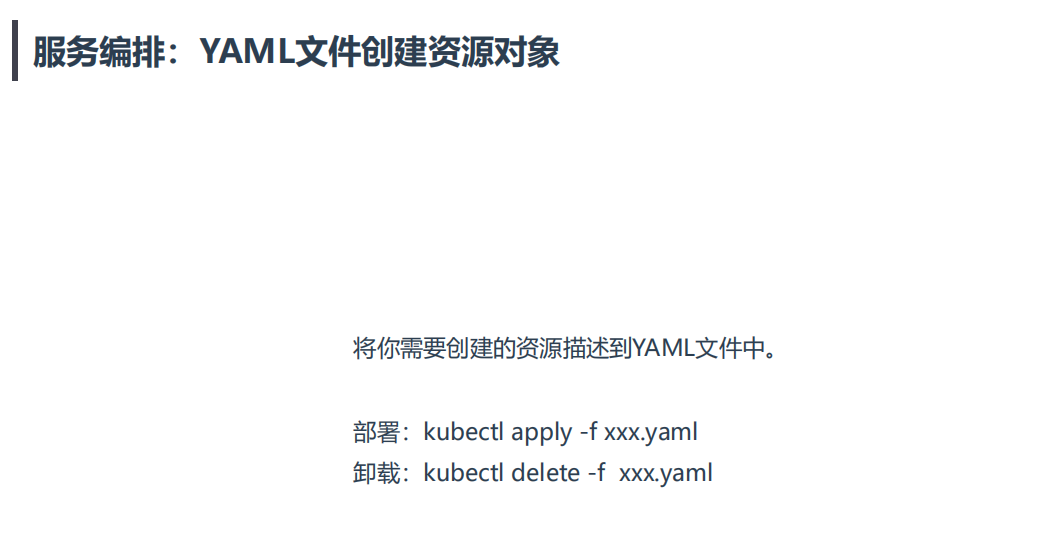 服务编排：YAML文件创建资源对象
将你需要创建的资源描述到YAML文件中。
部署：kubectl apply -f xxx.yaml
卸载：kubectl delete -f  xxx.yaml